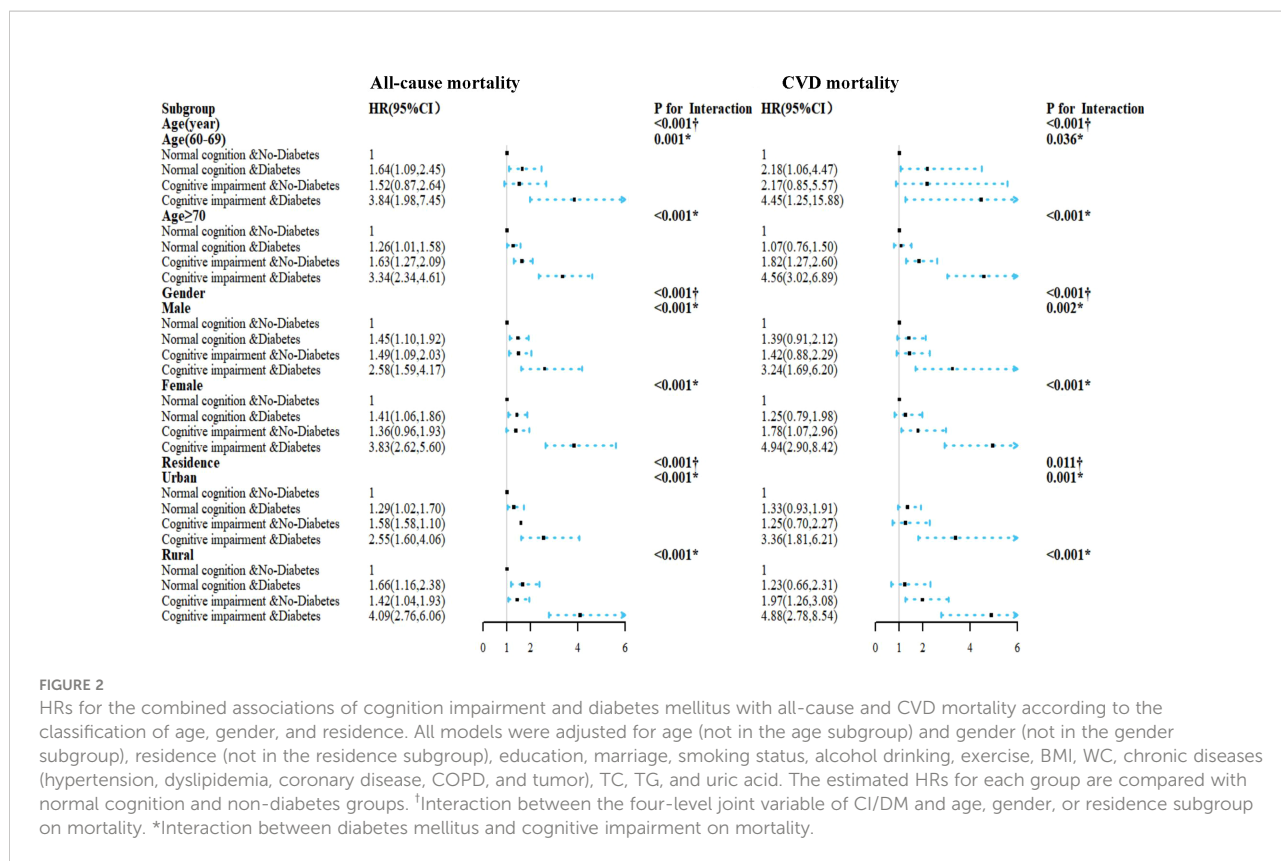 All-cause mortality CVD mortality
Subgroup HR(95%CI) P for Interaction HR(95%CI) P for Interaction
Age(year) <0.001† <0.001†
Age(60-69) 0.001* 0.036*
Normal cognition &No-Diabetes 1 1
Normal cognition &Diabetes 1.64(1.09,2.45) 2.18(1.06,4.47)
Cognitive impairment &No-Diabetes 1.52(0.87,2.64) 2.17(0.85,5.57)
Cognitive impairment &Diabetes 3.84(1.98,7.45) 4.45(1.25,15.88)
Age≥70 <0.001* <0.001*
Normal cognition &No-Diabetes 1 1
Normal cognition &Diabetes 1.26(1.01,1.58) 1.07(0.76,1.50)
Cognitive impairment &No-Diabetes 1.63(1.27,2.09) 1.82(1.27,2.60)
Cognitive impairment &Diabetes 3.34(2.34,4.61) 4.56(3.02,6.89)
Gender <0.001† <0.001†
Male <0.001* 0.002*
Normal cognition &No-Diabetes 1 1
Normal cognition &Diabetes 1.45(1.10,1.92) 1.39(0.91,2.12)
Cognitive impairment &No-Diabetes 1.49(1.09,2.03) 1.42(0.88,2.29)
Cognitive impairment &Diabetes 2.58(1.59,4.17) 3.24(1.69,6.20)
Female <0.001* <0.001*
Normal cognition &No-Diabetes 1 1
Normal cognition &Diabetes 1.41(1.06,1.86) 1.25(0.79,1.98)
Cognitive impairment &No-Diabetes 1.36(0.96,1.93) 1.78(1.07,2.96)
Cognitive impairment &Diabetes 3.83(2.62,5.60) 4.94(2.90,8.42)
Residence <0.001† 0.011†
Urban <0.001* 0.001*
Normal cognition &No-Diabetes 1 1
Normal cognition &Diabetes 1.29(1.02,1.70) 1.33(0.93,1.91)
Cognitive impairment &No-Diabetes 1.58(1.58,1.10) 1.25(0.70,2.27)
Cognitive impairment &Diabetes 2.55(1.60,4.06) 3.36(1.81,6.21)
Rural <0.001* <0.001*
Normal cognition &No-Diabetes 1 1
Normal cognition &Diabetes 1.66(1.16,2.38) 1.23(0.66,2.31)
Cognitive impairment &No-Diabetes 1.42(1.04,1.93) 1.97(1.26,3.08)
Cognitive impairment &Diabetes 4.09(2.76,6.06) 4.88(2.78,8.54)
0 1 2 4 6 0 1 2 4 6
FIGURE 2
HRs for the combined associations of cognition impairment and diabetes mellitus with all-cause and CVD mortality according to the
classification of age, gender, and residence. All models were adjusted for age (not in the age subgroup) and gender (not in the gender
subgroup), residence (not in the residence subgroup), education, marriage, smoking status, alcohol drinking, exercise, BMI, WC, chronic diseases
(hypertension, dyslipidemia, coronary disease, COPD, and tumor), TC, TG, and uric acid. The estimated HRs for each group are compared with
normal cognition and non-diabetes groups. †Interaction between the four-level joint variable of CI/DM and age, gender, or residence subgroup
on mortality. *Interaction between diabetes mellitus and cognitive impairment on mortality.